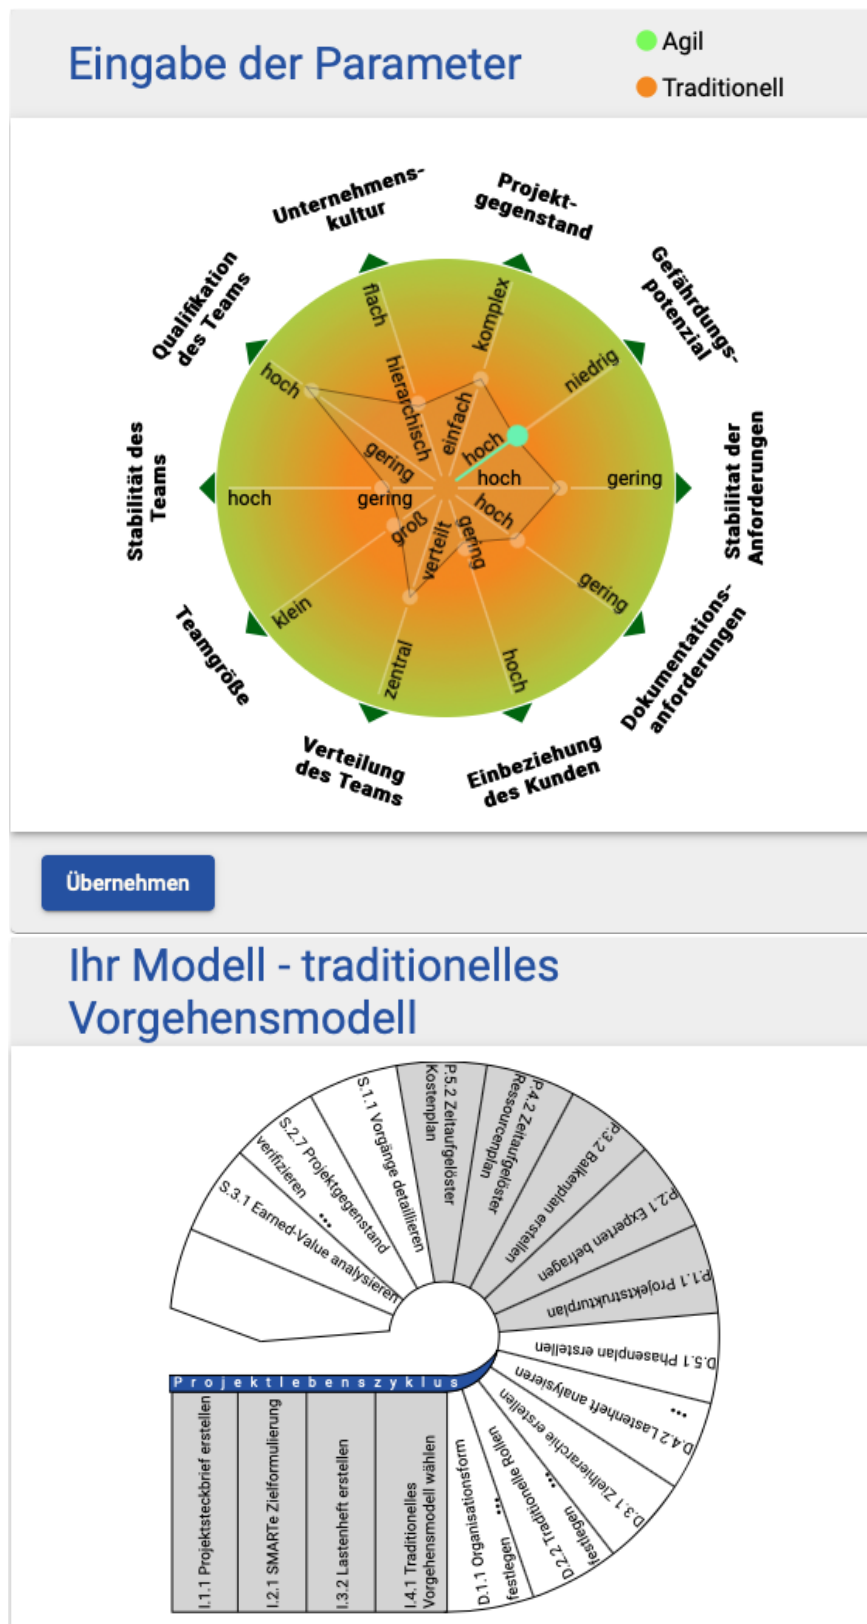 Eingabe der Parameter
Agil
Traditionell
Unternehmens-
kultur
Projekt-
gegenstand
Gefährdungs-
potenzial
Stabilitat der
Anforderungen
Dokumentations-
anforderungen
Einbeziehung
des Kunden
Verteilung
des Teams
Teamgröße
Stabilität des
Teams
Qualifikation
des Teams
flach
hierarchisch
komplex
einfach
niedrig
hoch
gering
hoch
gering
hoch
hoch
gering
zentral
verteilt
klein
groß
hoch
gering
hoch
gering
Übernehmen
Ihr Modell - traditionelles
Vorgehensmodell
Projektlebenszyklus
I.1.1 Projektsteckbrief erstellen
I.2.1 SMARTe Zielformulierung
I.3.2 Lastenheft erstellen
I.4.1 Traditionelles
Vorgehensmodell wählen
D.1.1 Organisationsform
festlegen
...
D.2.2 Traditionelle Rollen
festlegen
...
D.3.1 Zielhierarchie erstellen
D.4.2 Lastenheft analysieren
...
D.5.1 Phasenplan erstellen
P.1.1 Projektstrukturplan
P.2.1 Experten befragen
P.3.2 Balkenplan erstellen
P.4.2 Zeitaufgelöster
Ressourcenplan
P.5.2 Zeitaufgelöster
Kostenplan
S.1.1 Vorgänge detaillieren
S.2.7 Projektgegenstand
verifizieren
...
S.3.1 Earned-Value analysieren